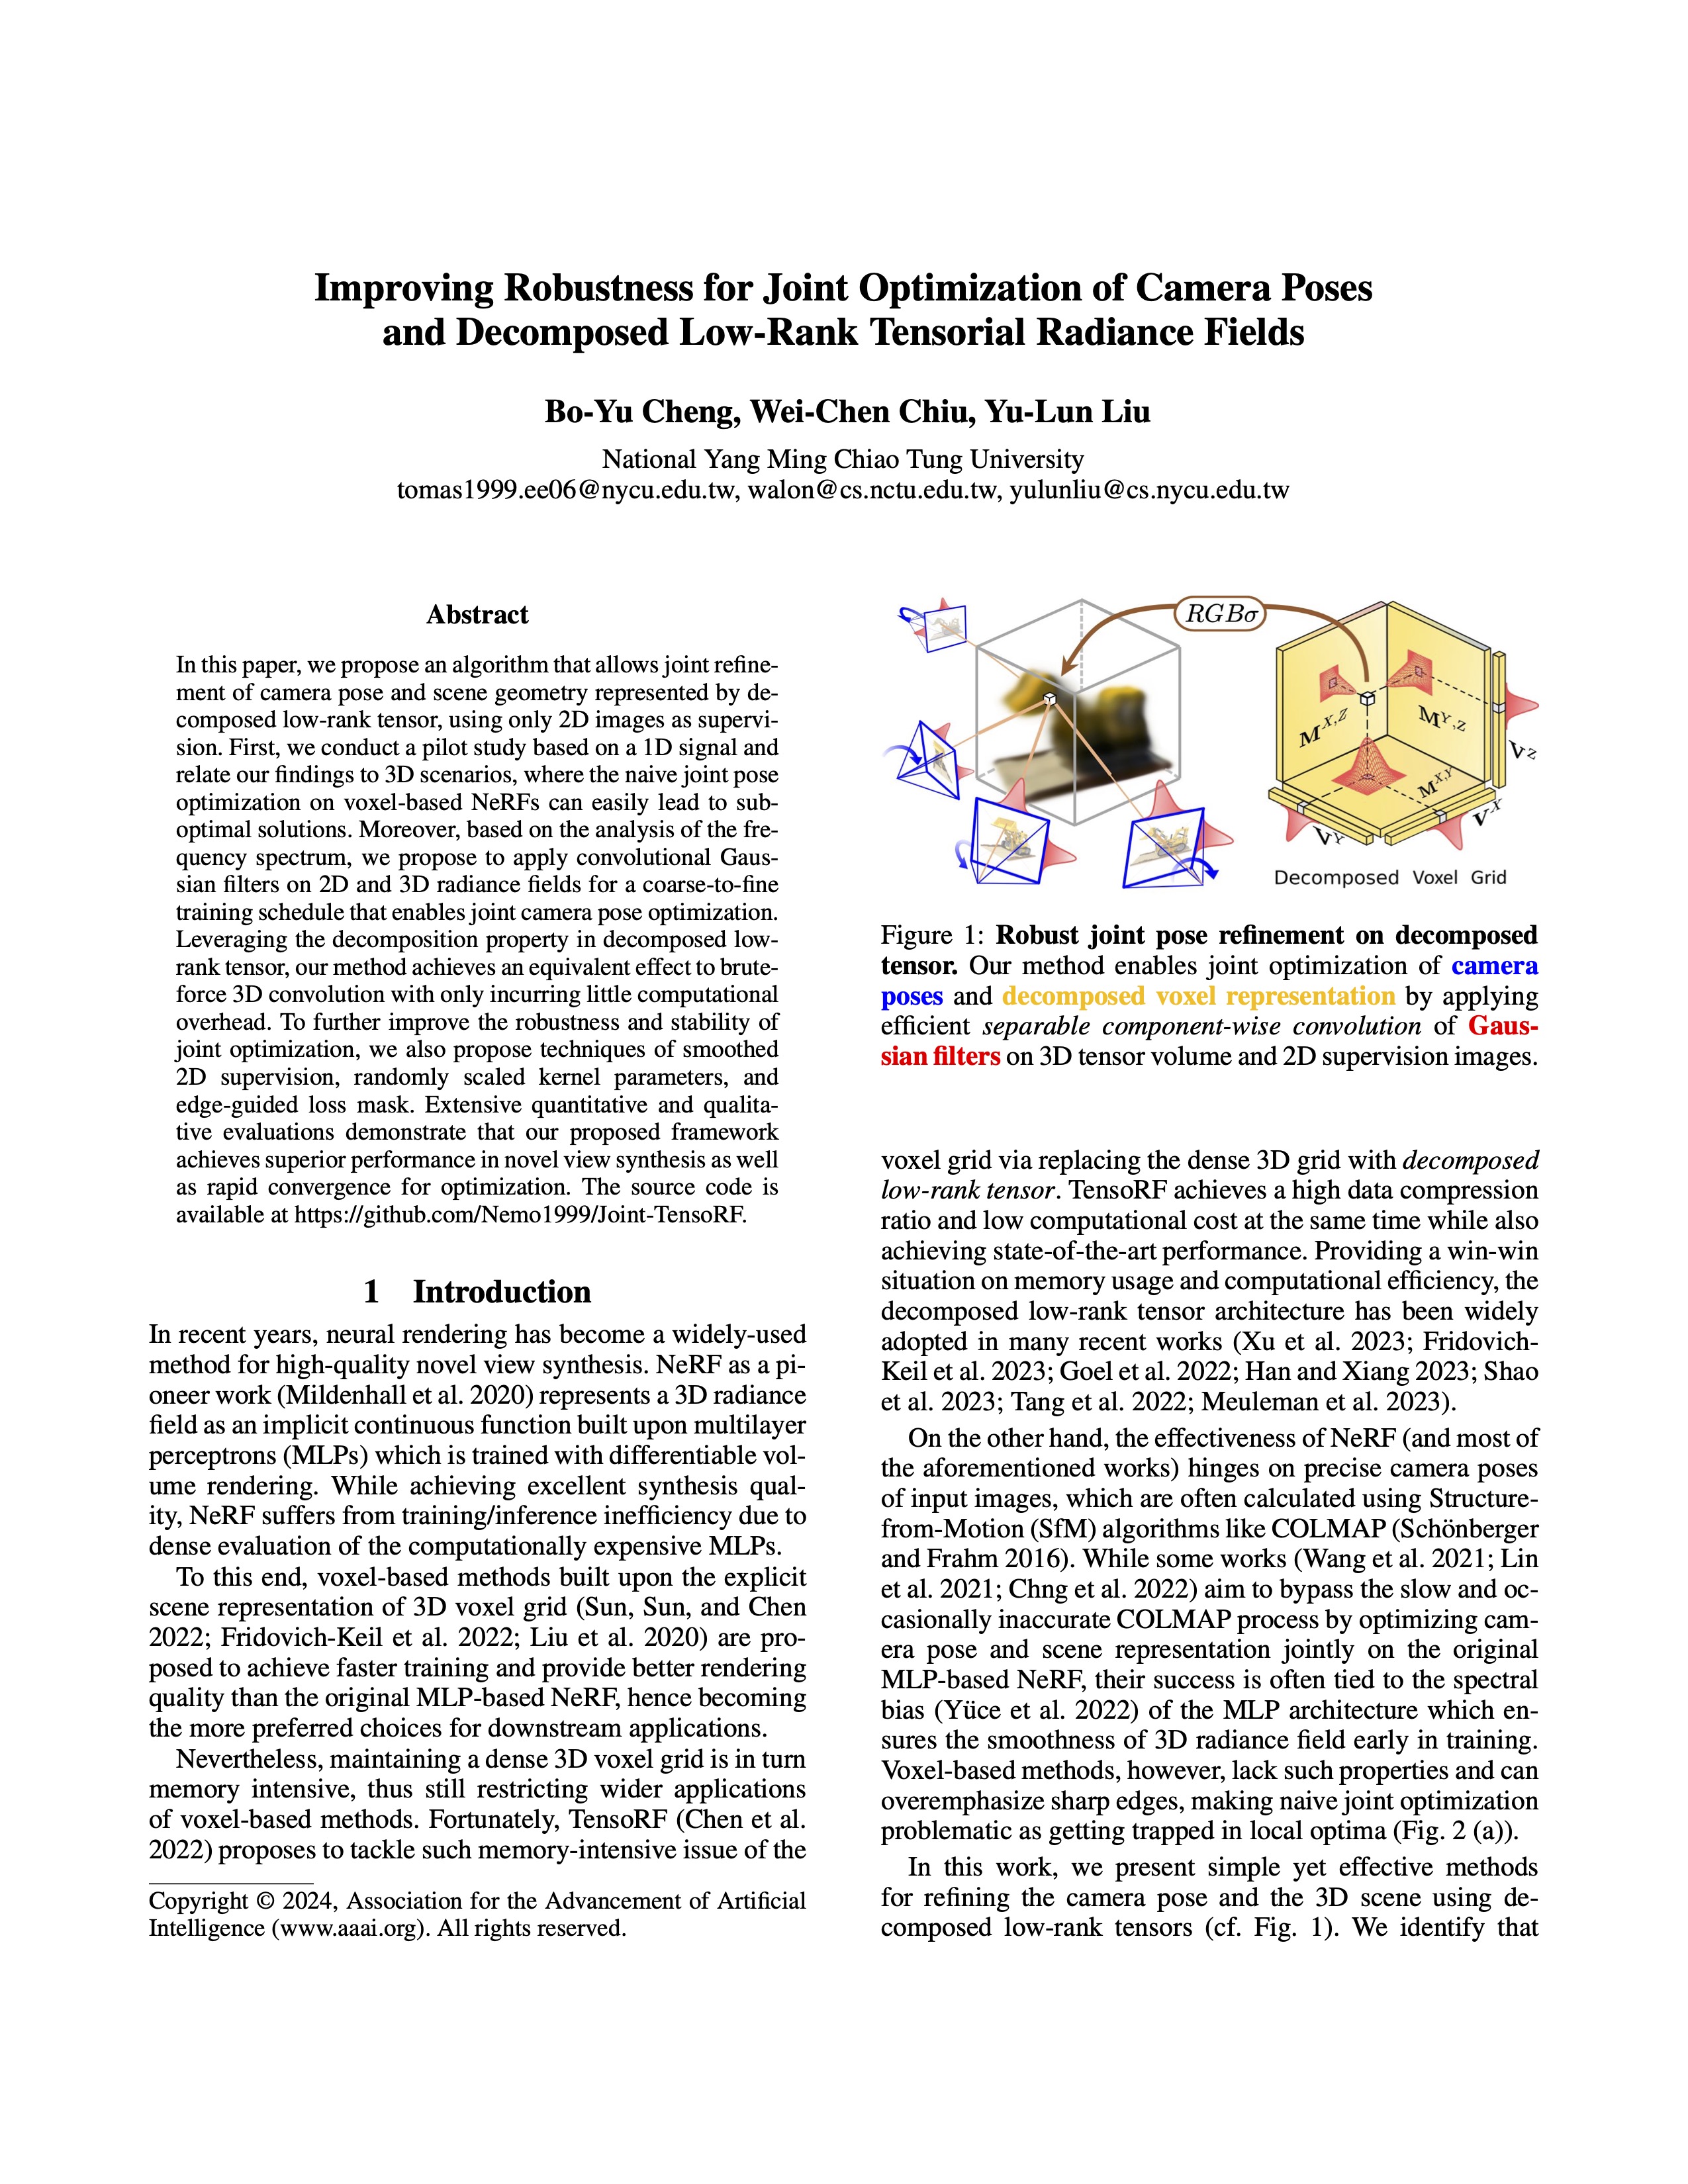 Improving Robustness for Joint Optimization of Camera Poses
and Decomposed Low-Rank Tensorial Radiance Fields
Bo-Yu Cheng, Wei-Chen Chiu, Yu-Lun Liu
National Yang Ming Chiao Tung University
tomas1999.ee06@nycu.edu.tw, walon@cs.nctu.edu.tw, yulunliu@cs.nycu.edu.tw
Abstract
In this paper, we propose an algorithm that allows joint refine-
ment of camera pose and scene geometry represented by de-
composed low-rank tensor, using only 2D images as supervi-
sion. First, we conduct a pilot study based on a 1D signal and
relate our findings to 3D scenarios, where the naive joint pose
optimization on voxel-based NeRFs can easily lead to sub-
optimal solutions. Moreover, based on the analysis of the fre-
quency spectrum, we propose to apply convolutional Gaus-
sian filters on 2D and 3D radiance fields for a coarse-to-fine
training schedule that enables joint camera pose optimization.
Leveraging the decomposition property in decomposed low-
rank tensor, our method achieves an equivalent effect to brute-
force 3D convolution with only incurring little computational
overhead. To further improve the robustness and stability of
joint optimization, we also propose techniques of smoothed
2D supervision, randomly scaled kernel parameters, and
edge-guided loss mask. Extensive quantitative and qualita-
tive evaluations demonstrate that our proposed framework
achieves superior performance in novel view synthesis as well
as rapid convergence for optimization. The source code is
available at https://github.com/Nemo1999/Joint-TensoRF.
1 Introduction
In recent years, neural rendering has become a widely-used
method for high-quality novel view synthesis. NeRF as a pi-
oneer work (Mildenhall et al. 2020) represents a 3D radiance
field as an implicit continuous function built upon multilayer
perceptrons (MLPs) which is trained with differentiable vol-
ume rendering. While achieving excellent synthesis qual-
ity, NeRF suffers from training/inference inefficiency due to
dense evaluation of the computationally expensive MLPs.
To this end, voxel-based methods built upon the explicit
scene representation of 3D voxel grid (Sun, Sun, and Chen
2022; Fridovich-Keil et al. 2022; Liu et al. 2020) are pro-
posed to achieve faster training and provide better rendering
quality than the original MLP-based NeRF, hence becoming
the more preferred choices for downstream applications.
Nevertheless, maintaining a dense 3D voxel grid is in turn
memory intensive, thus still restricting wider applications
of voxel-based methods. Fortunately, TensoRF (Chen et al.
2022) proposes to tackle such memory-intensive issue of the
Copyright © 2024, Association for the Advancement of Artificial
Intelligence (www.aaai.org). All rights reserved.
RGBσ
M^{X,Z}
M^{Y,Z}
M^{X,Y}
V^Z
V^X
V^Y
Decomposed Voxel Grid
Figure 1: Robust joint pose refinement on decomposed
tensor. Our method enables joint optimization of camera
poses and decomposed voxel representation by applying
efficient separable component-wise convolution of Gaus-
sian filters on 3D tensor volume and 2D supervision images.
voxel grid via replacing the dense 3D grid with decomposed
low-rank tensor. TensoRF achieves a high data compression
ratio and low computational cost at the same time while also
achieving state-of-the-art performance. Providing a win-win
situation on memory usage and computational efficiency, the
decomposed low-rank tensor architecture has been widely
adopted in many recent works (Xu et al. 2023; Fridovich-
Keil et al. 2023; Goel et al. 2022; Han and Xiang 2023; Shao
et al. 2023; Tang et al. 2022; Meuleman et al. 2023).
On the other hand, the effectiveness of NeRF (and most of
the aforementioned works) hinges on precise camera poses
of input images, which are often calculated using Structure-
from-Motion (SfM) algorithms like COLMAP (Schönberger
and Frahm 2016). While some works (Wang et al. 2021; Lin
et al. 2021; Chng et al. 2022) aim to bypass the slow and oc-
casionally inaccurate COLMAP process by optimizing cam-
era pose and scene representation jointly on the original
MLP-based NeRF, their success is often tied to the spectral
bias (Yüce et al. 2022) of the MLP architecture which en-
sures the smoothness of 3D radiance field early in training.
Voxel-based methods, however, lack such properties and can
overemphasize sharp edges, making naive joint optimization
problematic as getting trapped in local optima (Fig. 2 (a)).
In this work, we present simple yet effective methods
for refining the camera pose and the 3D scene using de-
composed low-rank tensors (cf. Fig. 1). We identify that